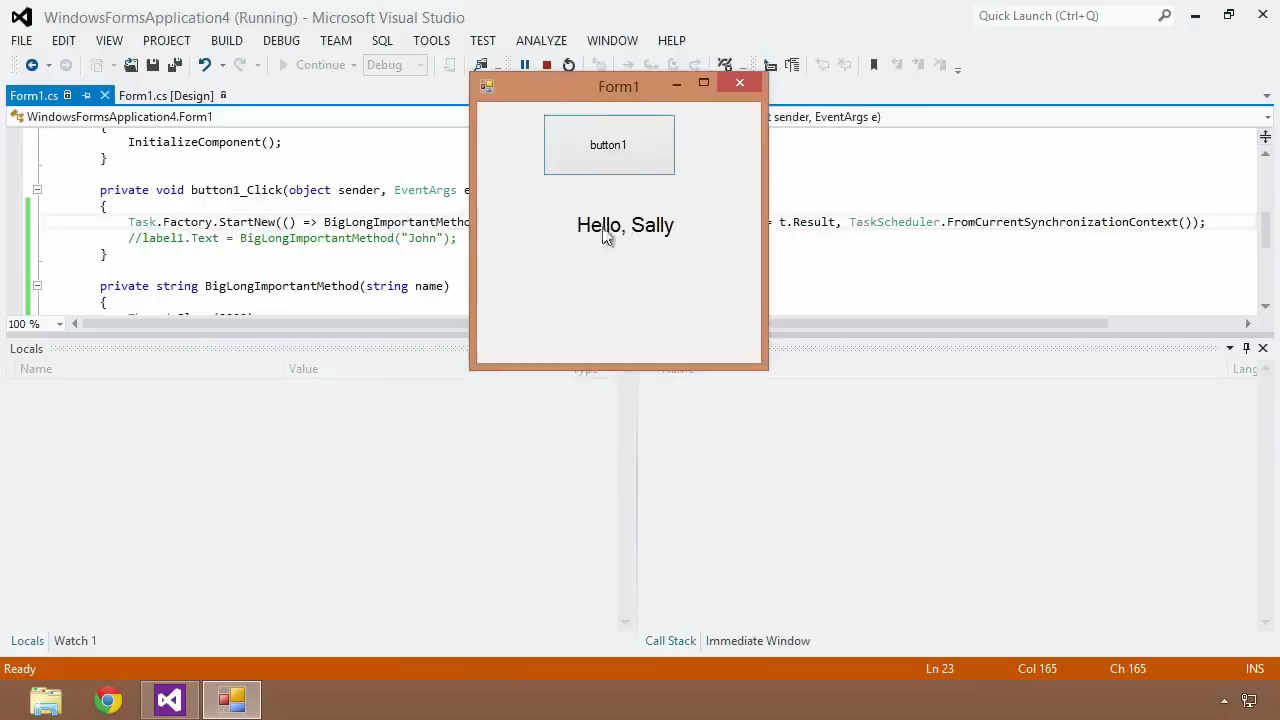 WindowsFormsApplication4 (Running) - Microsoft Visual Studio
Quick Launch (Ctrl+Q)
FILE EDIT VIEW PROJECT BUILD DEBUG TEAM SQL TOOLS TEST ANALYZE WINDOW HELP
Continue Debug
Form1
Form1.cs Form1.cs [Design]
WindowsFormsApplication4.Form1 sender, EventArgs e)
{
InitializeComponent();
}
button1
private void button1_Click(object sender, EventArgs e
{
Task.Factory.StartNew(() => BigLongImportantMetho = t.Result, TaskScheduler.FromCurrentSynchronizationContext());
Hello, Sally
//label1.Text = BigLongImportantMethod("John");
}
private string BigLongImportantMethod(string name)
{
100 %
Locals
Name Value Type Name Lang
Locals Watch 1 Call Stack Immediate Window
Ready Ln 23 Col 165 Ch 165 INS